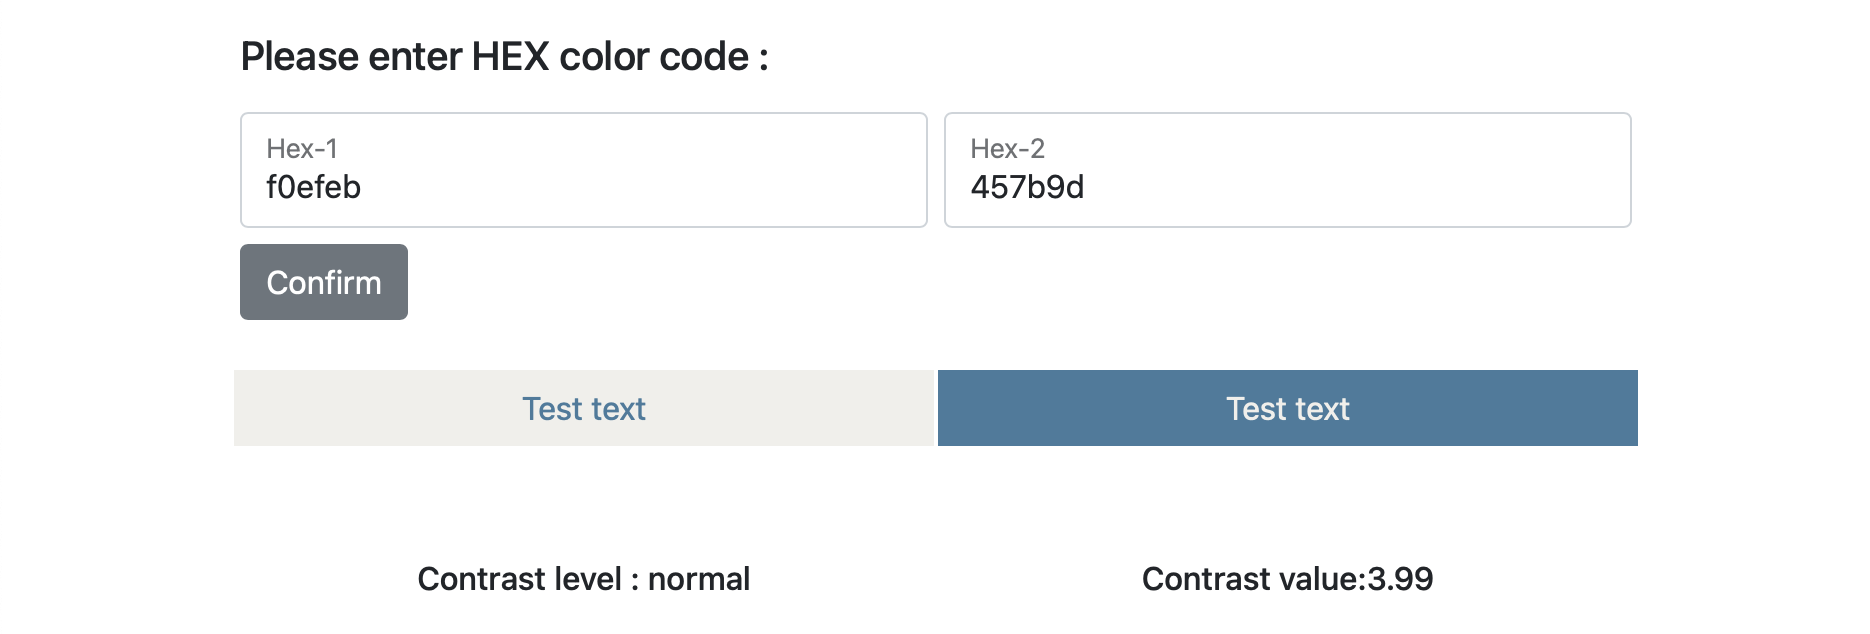 Please enter HEX color code :
Hex-1
f0efeb
Hex-2
457b9d
Confirm
Test text
Test text
Contrast level : normal
Contrast value:3.99